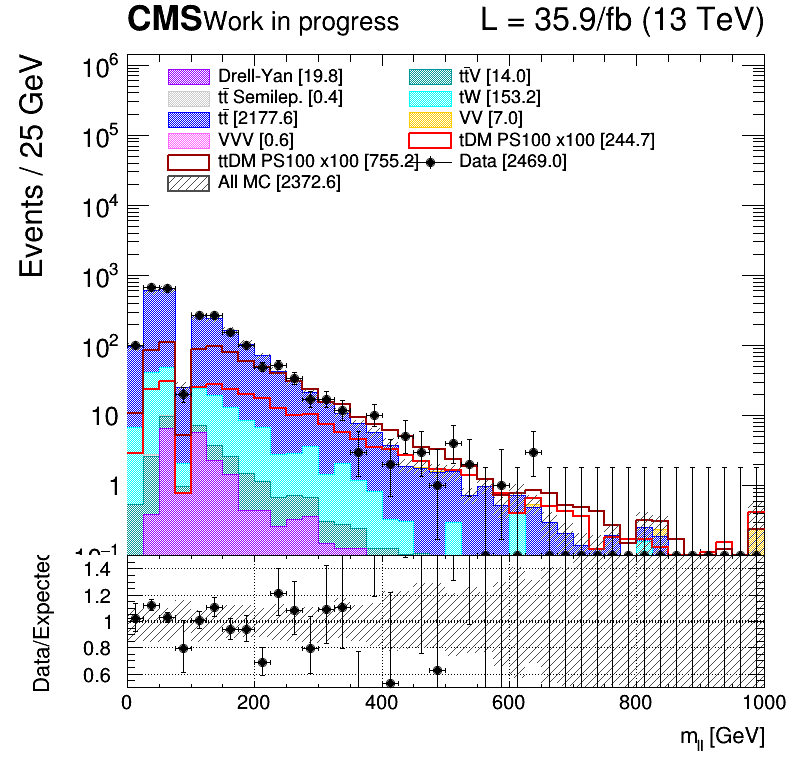 CMS Work in progress L = 35.9/fb (13 TeV)
Events / 25 GeV
10⁶
10⁵
10⁴
10³
10²
10
1
10⁻¹
Drell-Yan [19.8]
tt̄V [14.0]
tt̄ Semilep. [0.4]
tW [153.2]
tt̄ [2177.6]
VV [7.0]
VVV [0.6]
tDM PS100 x100 [244.7]
ttDM PS100 x100 [755.2]
Data [2469.0]
All MC [2372.6]
Data/Expected
1.4
1.2
1
0.8
0.6
0 200 400 600 800 1000
m_ll [GeV]